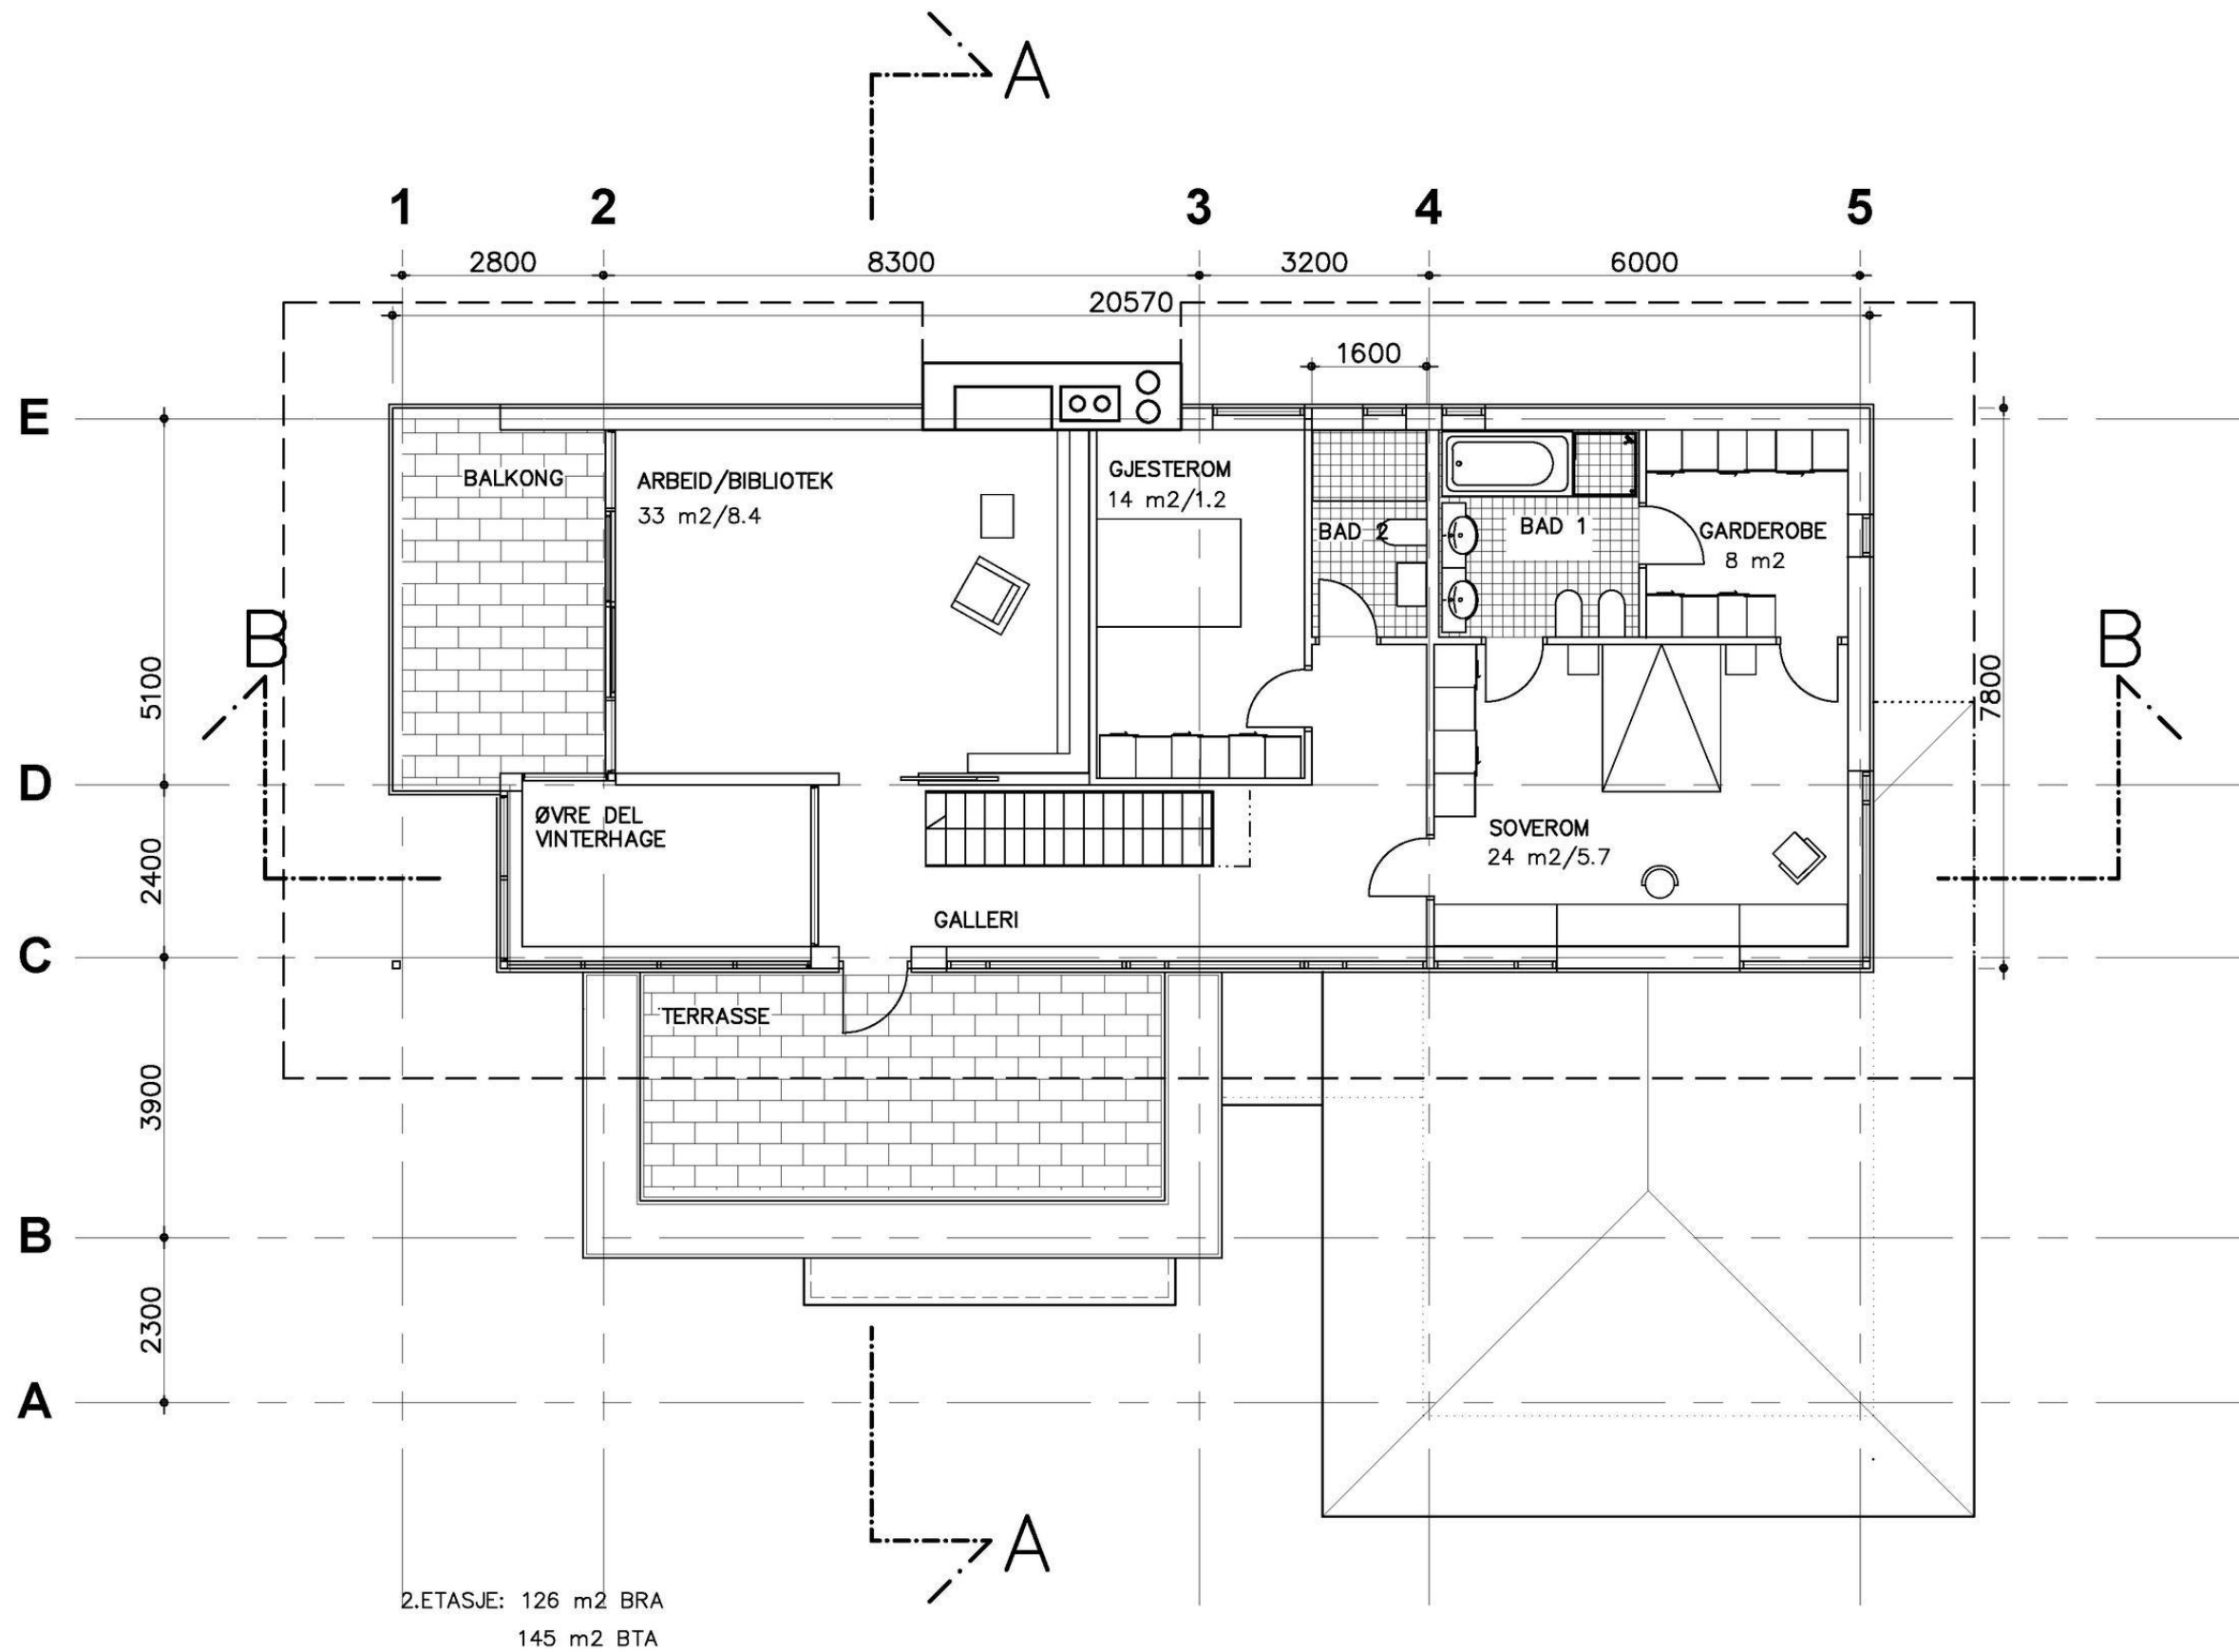 A
1 2 3 4 5
2800 8300 3200 6000
20570
1600
E
BALKONG
ARBEID/BIBLIOTEK
33 m2/8.4
GJESTEROM
14 m2/1.2
BAD 2
BAD 1
GARDEROBE
8 m2
B
B
5100
7800
D
ØVRE DEL
VINTERHAGE
SOVEROM
24 m2/5.7
2400
GALLERI
C
TERRASSE
3900
B
2300
A
A
2.ETASJE: 126 m2 BRA
145 m2 BTA